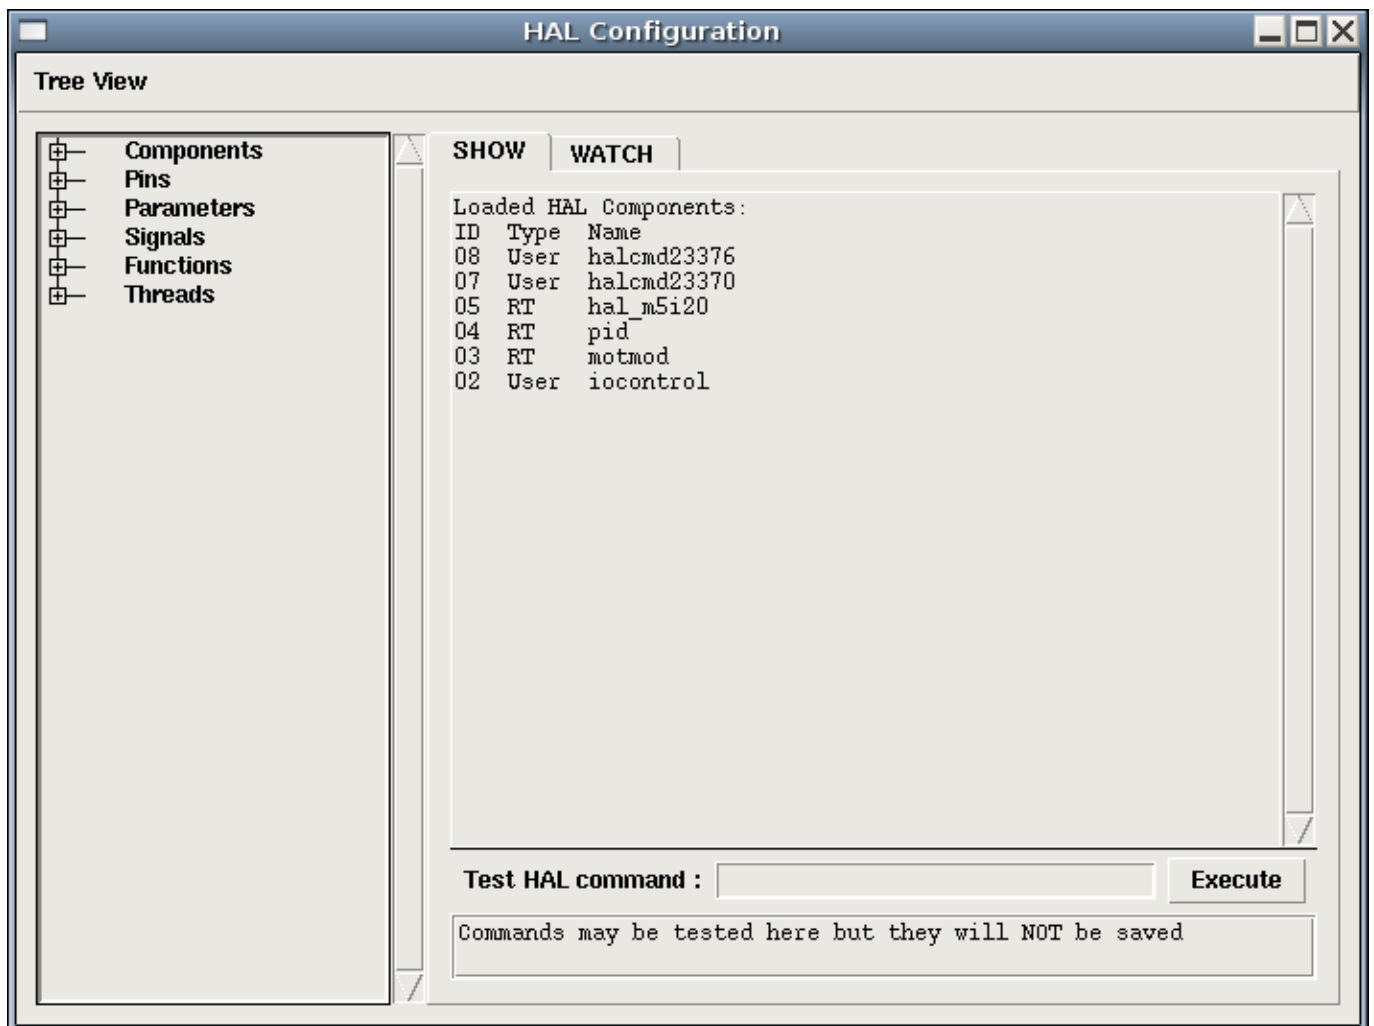 HAL Configuration
Tree View
Components
Pins
Parameters
Signals
Functions
Threads
SHOW WATCH
Loaded HAL Components:
ID Type Name
08 User halcmd23376
07 User halcmd23370
05 RT hal_m5i20
04 RT pid
03 RT motmod
02 User iocontrol
Test HAL command : Execute
Commands may be tested here but they will NOT be saved